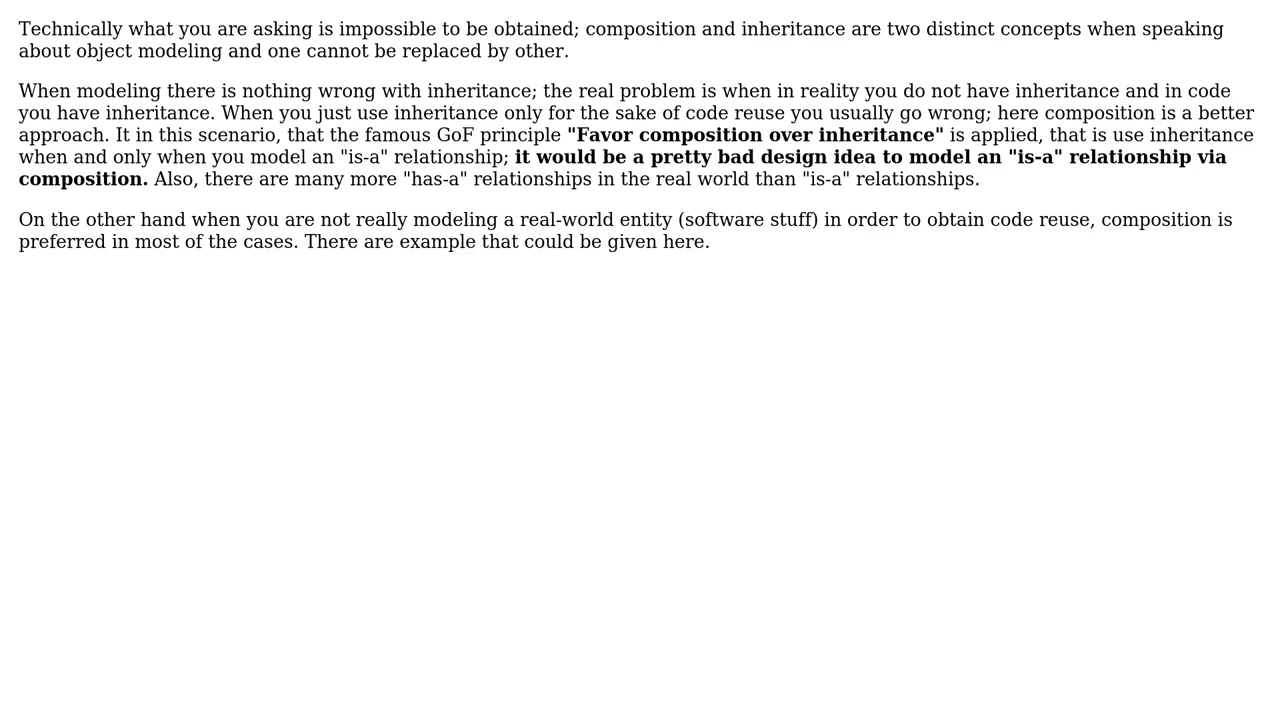 Technically what you are asking is impossible to be obtained; composition and inheritance are two distinct concepts when speaking
about object modeling and one cannot be replaced by other.
When modeling there is nothing wrong with inheritance; the real problem is when in reality you do not have inheritance and in code
you have inheritance. When you just use inheritance only for the sake of code reuse you usually go wrong; here composition is a better
approach. It in this scenario, that the famous GoF principle "Favor composition over inheritance" is applied, that is use inheritance
when and only when you model an "is-a" relationship; it would be a pretty bad design idea to model an "is-a" relationship via
composition. Also, there are many more "has-a" relationships in the real world than "is-a" relationships.
On the other hand when you are not really modeling a real-world entity (software stuff) in order to obtain code reuse, composition is
preferred in most of the cases. There are example that could be given here.